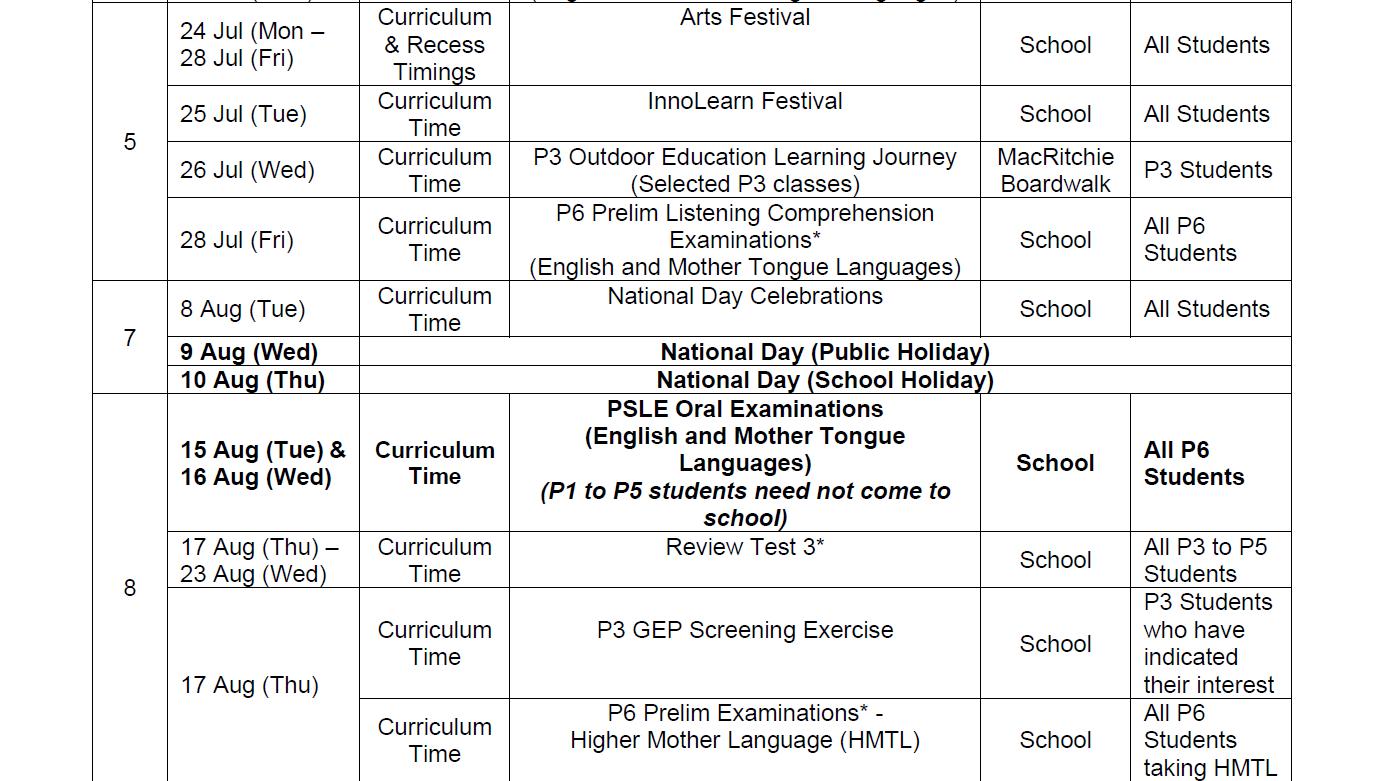 Arts Festival
24 Jul (Mon –
28 Jul (Fri)
Curriculum
& Recess
Timings
School
All Students
5
25 Jul (Tue)
Curriculum
Time
InnoLearn Festival
School
All Students
26 Jul (Wed)
Curriculum
Time
P3 Outdoor Education Learning Journey
(Selected P3 classes)
MacRitchie
Boardwalk
P3 Students
28 Jul (Fri)
Curriculum
Time
P6 Prelim Listening Comprehension
Examinations*
(English and Mother Tongue Languages)
School
All P6
Students
7
8 Aug (Tue)
Curriculum
Time
National Day Celebrations
School
All Students
9 Aug (Wed)
National Day (Public Holiday)
10 Aug (Thu)
National Day (School Holiday)
8
15 Aug (Tue) &
16 Aug (Wed)
Curriculum
Time
PSLE Oral Examinations
(English and Mother Tongue
Languages)
(P1 to P5 students need not come to
school)
School
All P6
Students
17 Aug (Thu) –
23 Aug (Wed)
Curriculum
Time
Review Test 3*
School
All P3 to P5
Students
17 Aug (Thu)
Curriculum
Time
P3 GEP Screening Exercise
School
P3 Students
who have
indicated
their interest
Curriculum
Time
P6 Prelim Examinations* -
Higher Mother Language (HMTL)
School
All P6
Students
taking HMTL